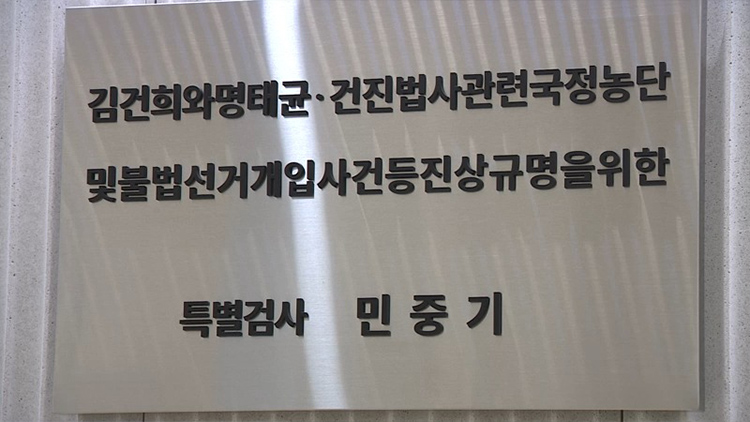 김건희와명태균·건진법사관련국정농단
및불법선거개입사건등진상규명을위한
특별검사 민중기